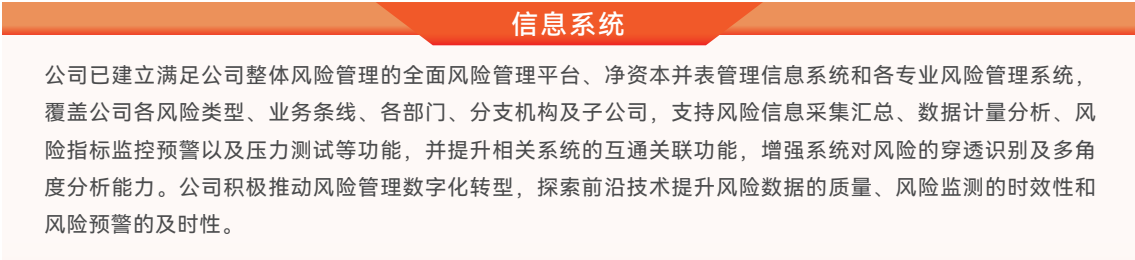 信息系统
公司已建立满足公司整体风险管理的全面风险管理平台、净资本并表管理信息系统和各专业风险管理系统，
覆盖公司各风险类型、业务条线、各部门、分支机构及子公司，支持风险信息采集汇总、数据计量分析、风
险指标监控预警以及压力测试等功能，并提升相关系统的互通关联功能，增强系统对风险的穿透识别及多角
度分析能力。公司积极推动风险管理数字化转型，探索前沿技术提升风险数据的质量、风险监测的时效性和
风险预警的及时性。